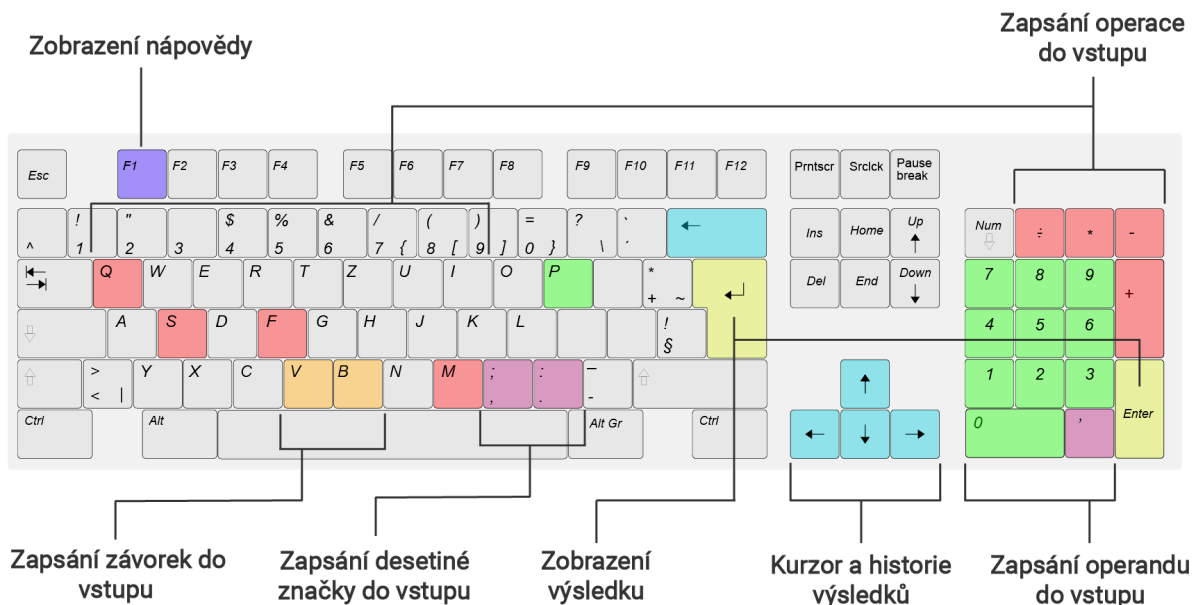 Zapsání operace
do vstupu
Zobrazení nápovědy
Esc F1 F2 F3 F4 F5 F6 F7 F8 F9 F10 F11 F12 Prntscr Srclck Pause
break
! " $ % & / ( ) = ? `
^ 1 2 3 4 5 6 7 { 8 [ 9 ] 0 } \ ´
Ins Home Up Num ÷ * -
Q W E R T Z U I O P * + ~
Del End Down 7 8 9 +
A S D F G H J K L ! §
4 5 6
> < | Y X C V B N M ; , : . – -
1 2 3 Enter
Ctrl Alt Alt Gr Ctrl
0 ,
Zapsání závorek do
vstupu
Zapsání desetiné
značky do vstupu
Zobrazení
výsledku
Kurzor a historie
výsledků
Zapsání operandu
do vstupu